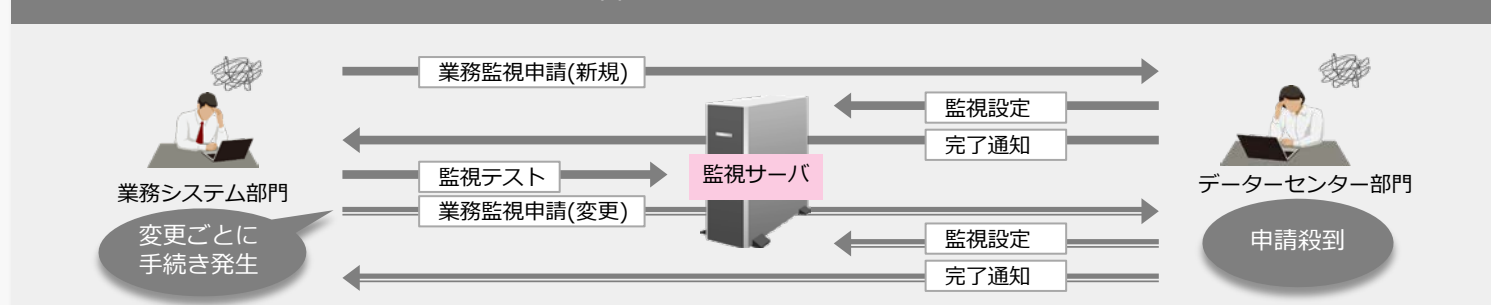 業務監視申請(新規)
監視設定
完了通知
監視テスト
監視サーバ
業務システム部門
データーセンター部門
業務監視申請(変更)
変更ごとに
手続き発生
監視設定
申請殺到
完了通知